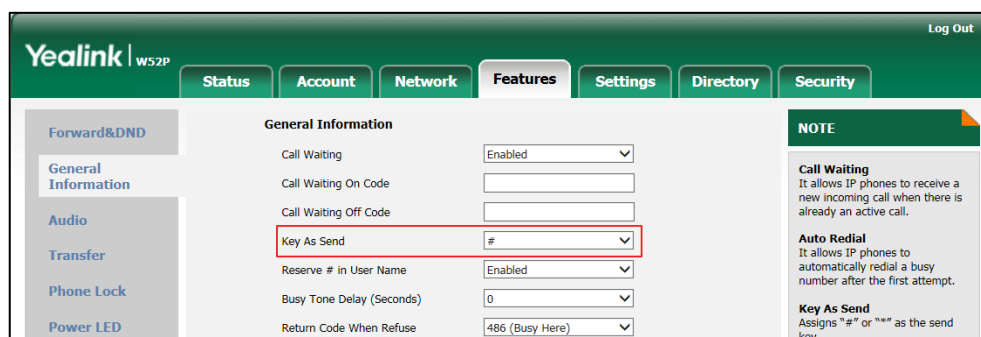 Log Out
Yealink | W52P
Status Account Network Features Settings Directory Security
Forward&DND
General
Information
Audio
Transfer
Phone Lock
Power LED
General Information
Call Waiting Enabled
Call Waiting On Code
Call Waiting Off Code
Key As Send #
Reserve # in User Name Enabled
Busy Tone Delay (Seconds) 0
Return Code When Refuse 486 (Busy Here)
NOTE
Call Waiting
It allows IP phones to receive a
new incoming call when there is
already an active call.
Auto Redial
It allows IP phones to
automatically redial a busy
number after the first attempt.
Key As Send
Assigns "#" or "*" as the send
key